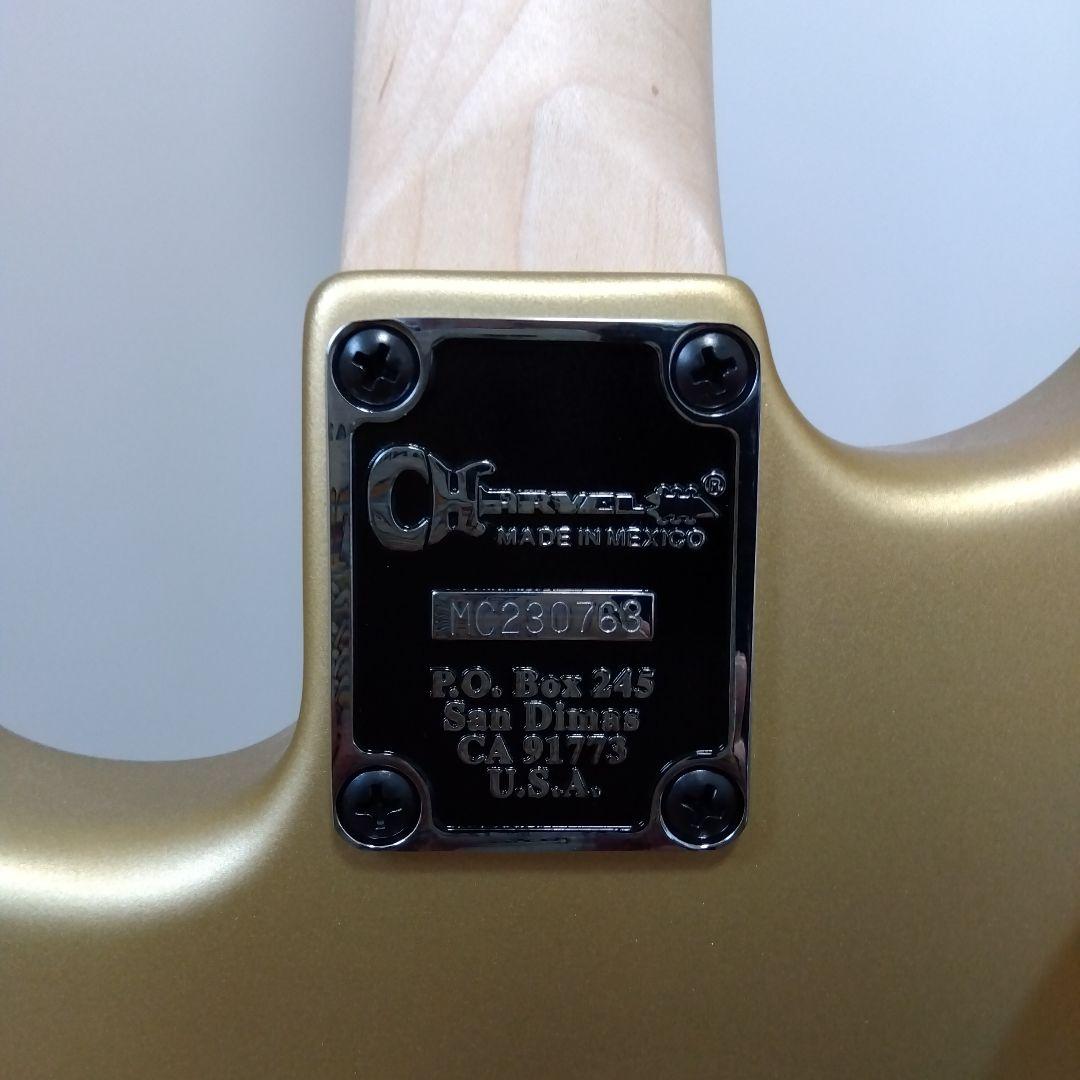 CHARVEL®
MADE IN MEXICO
MC230763
P.O. Box 245
San Dimas
CA 91773
U.S.A.